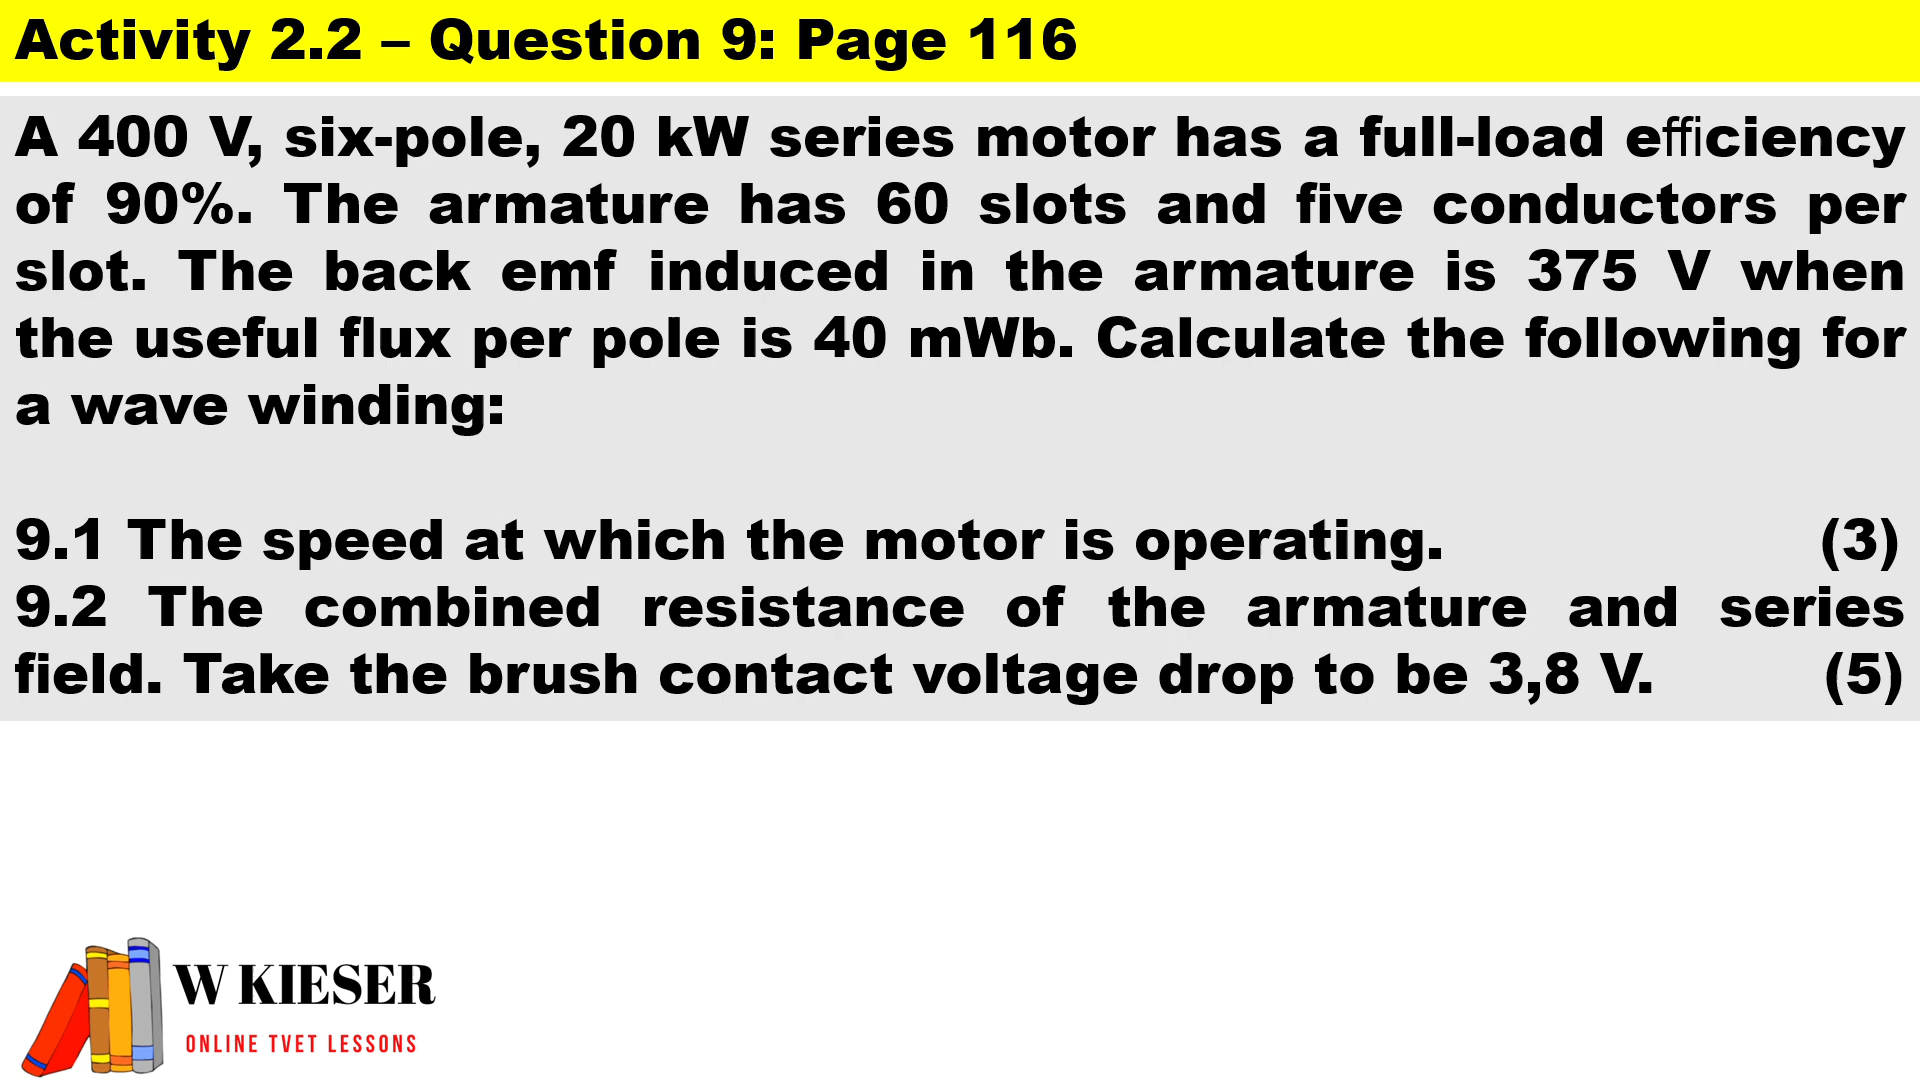 Activity 2.2 – Question 9: Page 116
A 400 V, six-pole, 20 kW series motor has a full-load efficiency
of 90%. The armature has 60 slots and five conductors per
slot. The back emf induced in the armature is 375 V when
the useful flux per pole is 40 mWb. Calculate the following for
a wave winding:
9.1 The speed at which the motor is operating. (3)
9.2 The combined resistance of the armature and series
field. Take the brush contact voltage drop to be 3,8 V. (5)
W KIESER
ONLINE TVET LESSONS